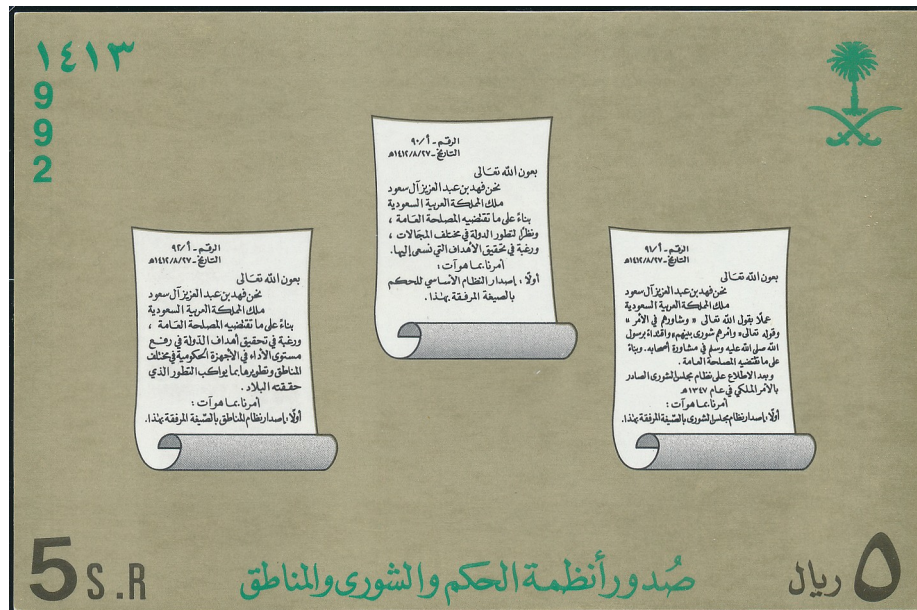 ١٤١٣
9
9
2
الرقم - أ/٩٠
التاريخ - ١٤١٢/٨/٢٧هـ
بعون الله تعالى
نحن فهد بن عبد العزيز آل سعود
ملك المملكة العربية السعودية
بناءً على ما تقتضيه المصلحة العامة ،
ونظرًا لتطور الدولة في مختلف المجالات ،
ورغبة في تحقيق الأهداف التي نسعى إليها .
أمرنا بما هو آت :
أولًا : إصدار النظام الأساسي للحكم
بالصيغة المرفقة بهذا .
الرقم - أ/٩١
التاريخ - ١٤١٢/٨/٢٧هـ
بعون الله تعالى
نحن فهد بن عبد العزيز آل سعود
ملك المملكة العربية السعودية
عملًا بقول الله تعالى « وشاورهم في الأمر »
وقوله تعالى « وأمرهم شورى بينهم » واقتداء برسول
الله صلى الله عليه وسلم في مشاورة أصحابه . وبناءً
على ما تقتضيه المصلحة العامة .
وبعد الاطلاع على نظام مجلس الشورى الصادر
بالأمر الملكي في عام ١٣٤٧هـ
أمرنا بما هو آت :
أولًا : إصدار نظام مجلس الشورى بالصيغة المرفقة بهذا .
الرقم - أ/٩٢
التاريخ - ١٤١٢/٨/٢٧هـ
بعون الله تعالى
نحن فهد بن عبد العزيز آل سعود
ملك المملكة العربية السعودية
بناءً على ما تقتضيه المصلحة العامة ،
ورغبة في تحقيق أهداف الدولة في رفع
مستوى الأداء في الأجهزة الحكومية في مختلف
المناطق وتطويرها بما يواكب التطور الذي
حققته البلاد .
أمرنا بما هو آت :
أولًا : إصدار نظام المناطق بالصيغة المرفقة بهذا .
٥ ريال
صُدور أنظمة الحكم والشورى والمناطق
5 S.R